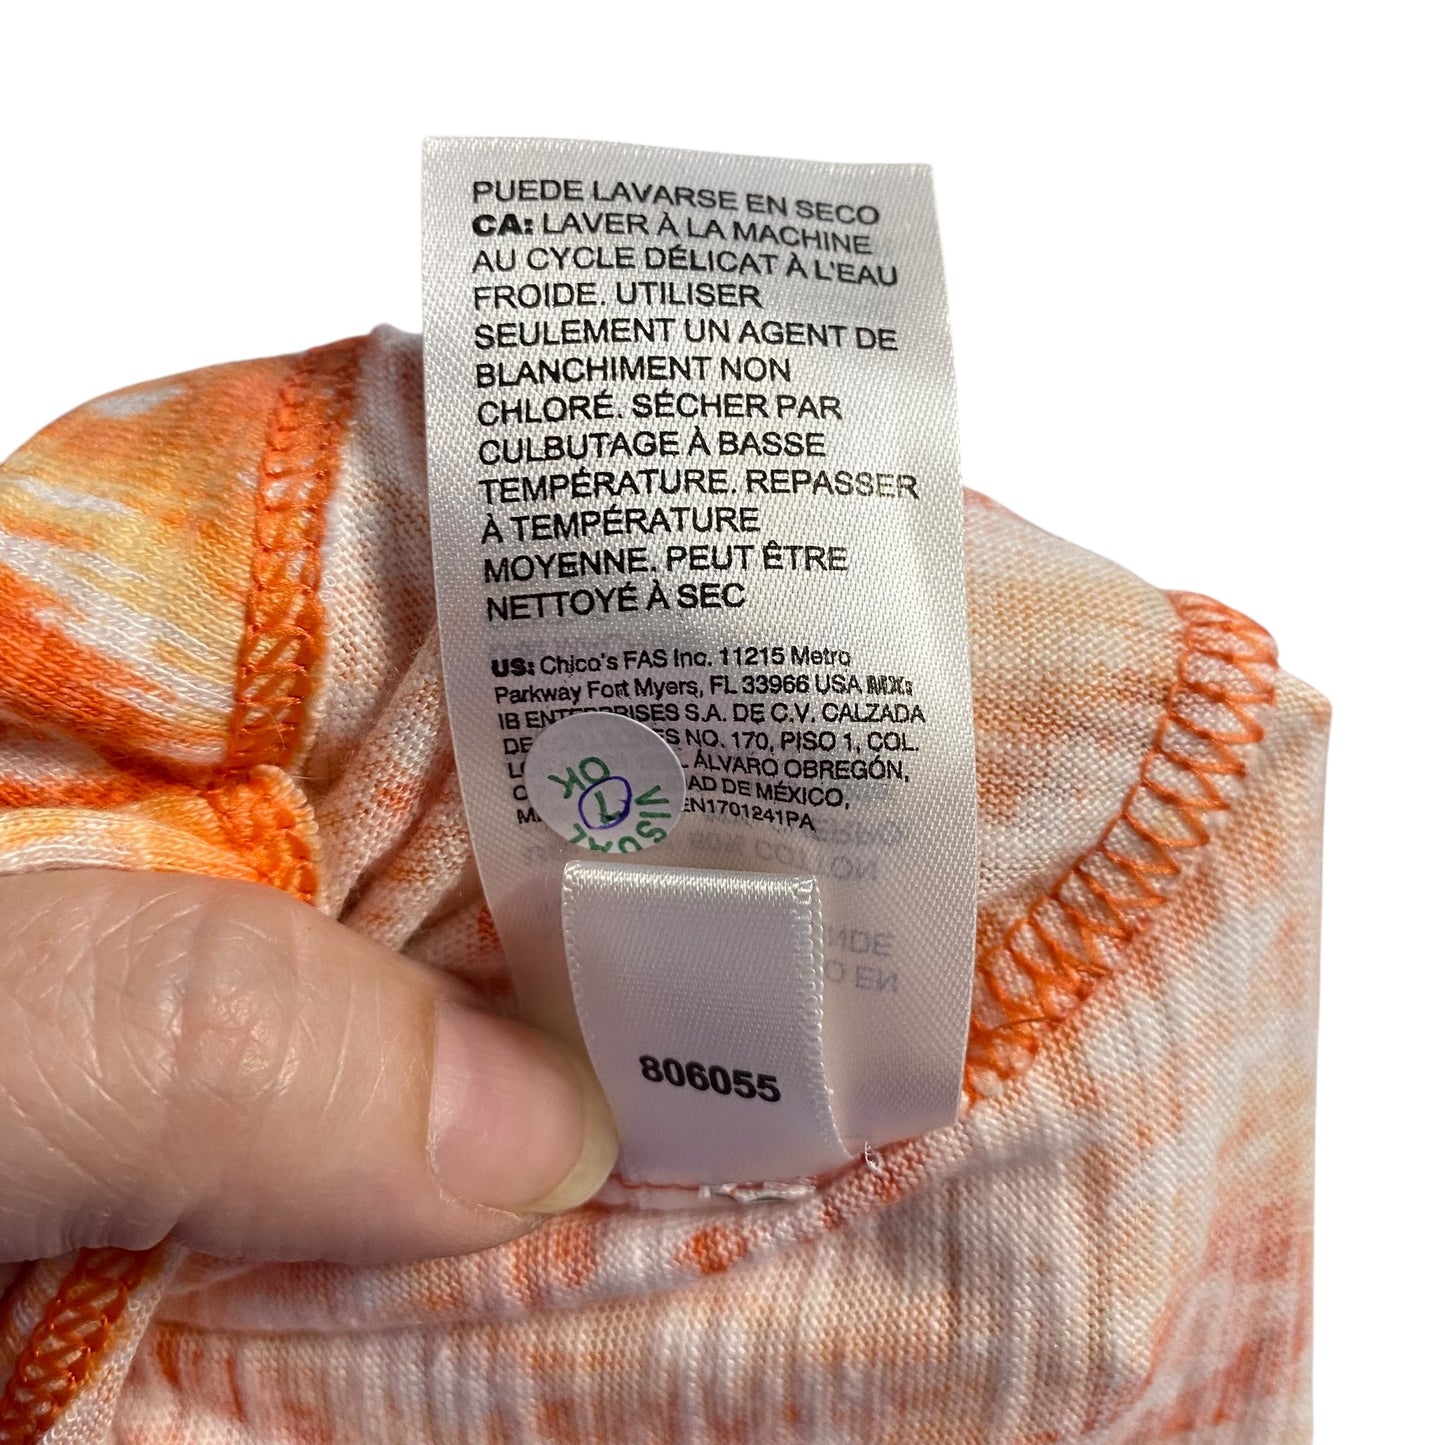 PUEDE LAVARSE EN SECO
CA: LAVER À LA MACHINE
AU CYCLE DÉLICAT À L'EAU
FROIDE. UTILISER
SEULEMENT UN AGENT DE
BLANCHIMENT NON
CHLORÉ. SÉCHER PAR
CULBUTAGE À BASSE
TEMPÉRATURE. REPASSER
À TEMPÉRATURE
MOYENNE. PEUT ÊTRE
NETTOYÉ À SEC
US: Chico's FAS Inc. 11215 Metro
Parkway Fort Myers, FL 33966 USA MX:
IB ENTERPRISES S.A. DE C.V. CALZADA
DE NO. 170, PISO 1, COL.
ÁLVARO OBREGÓN,
DE MÉXICO,
EN1701241PA
VISUAL
OK
806055